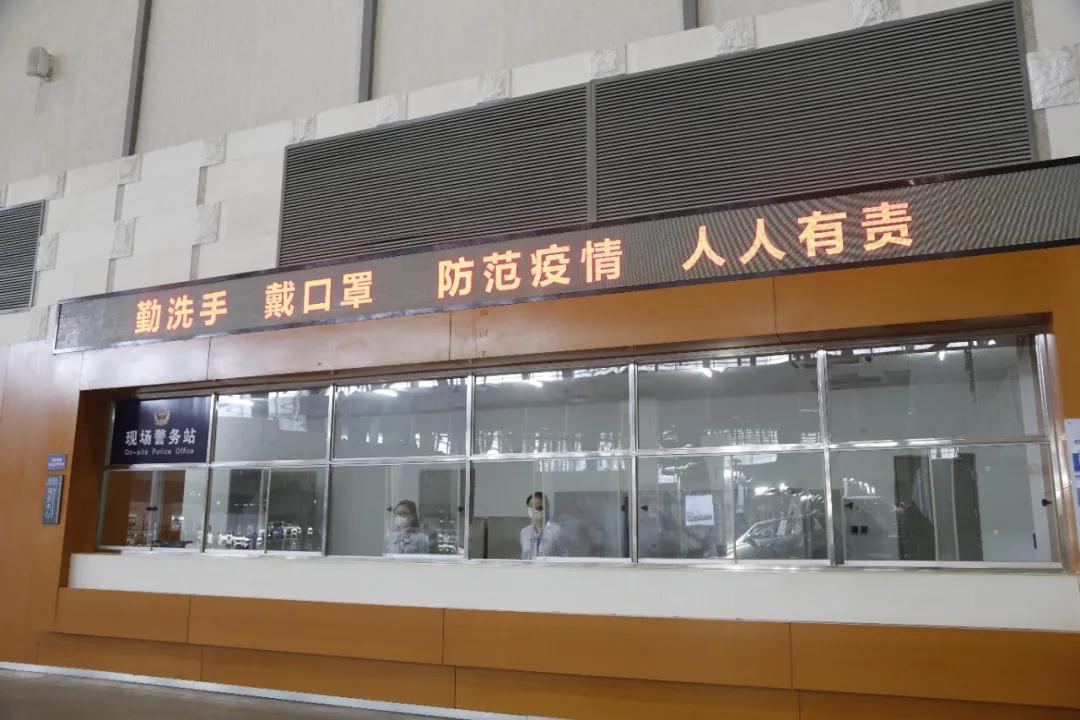 勤洗手 戴口罩 防范疫情 人人有责
现场警务站
On-site Police Office